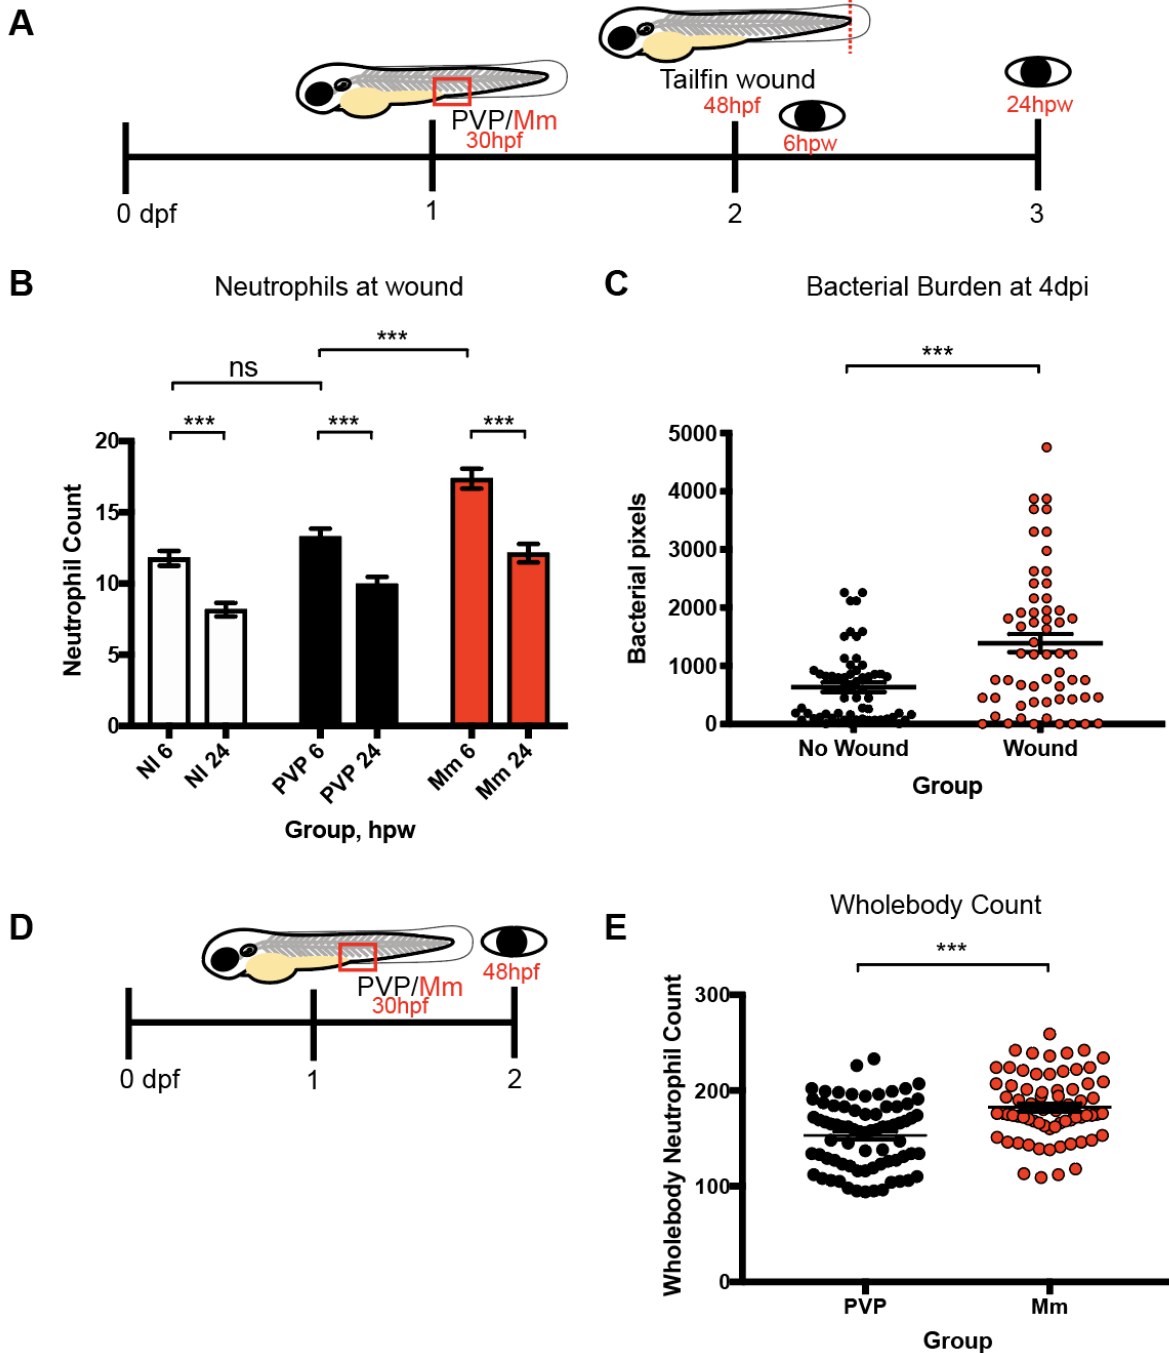 A
Tailfin wound
48hpf
24hpw
PVP/Mm
30hpf
6hpw
0 dpf
1
2
3
B
Neutrophils at wound
***
ns
***
***
***
20
15
10
5
0
Neutrophil Count
NI 6
NI 24
PVP 6
PVP 24
Mm 6
Mm 24
Group, hpw
C
Bacterial Burden at 4dpi
***
5000
4000
3000
2000
1000
0
Bacterial pixels
No Wound
Wound
Group
D
48hpf
PVP/Mm
30hpf
0 dpf
1
2
E
Wholebody Count
***
300
200
100
0
Wholebody Neutrophil Count
PVP
Mm
Group